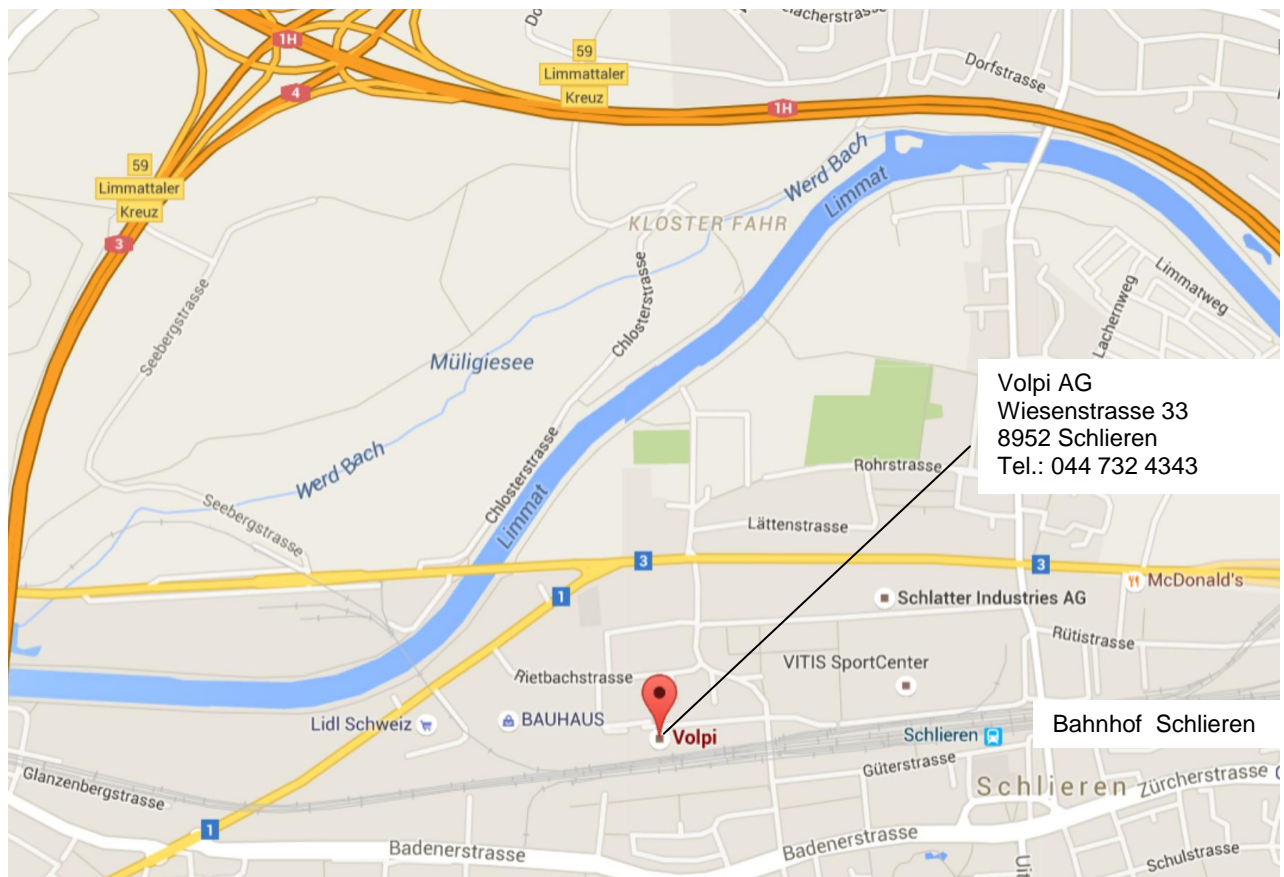 1H
59
Limmattaler
Kreuz
4
1H
Dorfstrasse
59
Limmattaler
Kreuz
3
Werd Bach
Limmat
KLOSTER FAHR
Seebergstrasse
Chlosterstrasse
Müligiesee
Limmatweg
Lachernweg
Volpi AG
Wiesenstrasse 33
8952 Schlieren
Tel.: 044 732 4343
Werd Bach
Chlosterstrasse
Limmat
Seebergstrasse
Rohrstrasse
Lättenstrasse
3
3
1
McDonald's
Schlatter Industries AG
Rütistrasse
Rietbachstrasse
VITIS SportCenter
Lidl Schweiz
BAUHAUS
Volpi
Schlieren
Bahnhof Schlieren
Glanzenbergstrasse
Güterstrasse
Schlieren
Zürcherstrasse
1
Badenerstrasse
Badenerstrasse
Schulstrasse